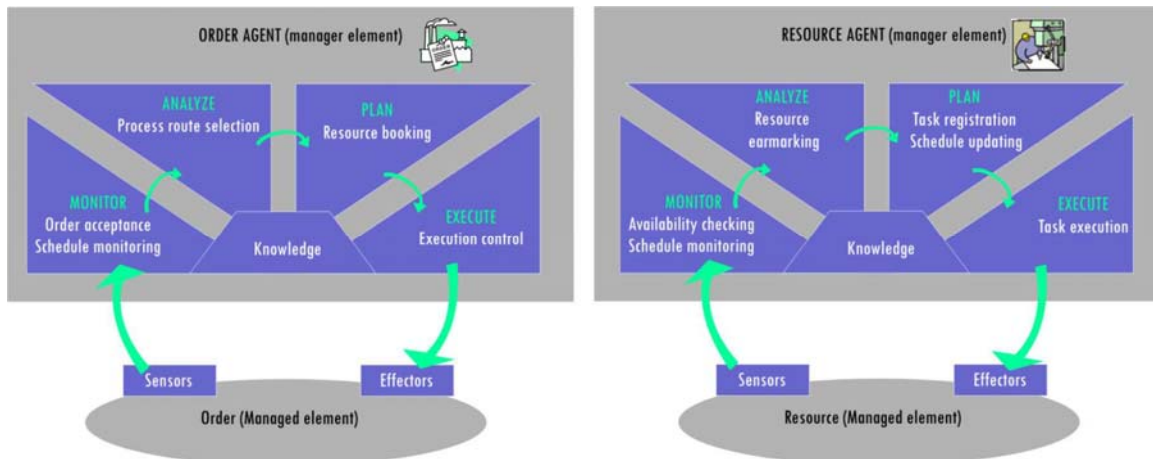 ORDER AGENT (manager element)
ORDER
ANALYZE
Process route selection
PLAN
Resource booking
MONITOR
Order acceptance
Schedule monitoring
EXECUTE
Execution control
Knowledge
Sensors
Effectors
Order (Managed element)
RESOURCE AGENT (manager element)
ANALYZE
Resource
earmarking
PLAN
Task registration
Schedule updating
MONITOR
Availability checking
Schedule monitoring
EXECUTE
Task execution
Knowledge
Sensors
Effectors
Resource (Managed element)